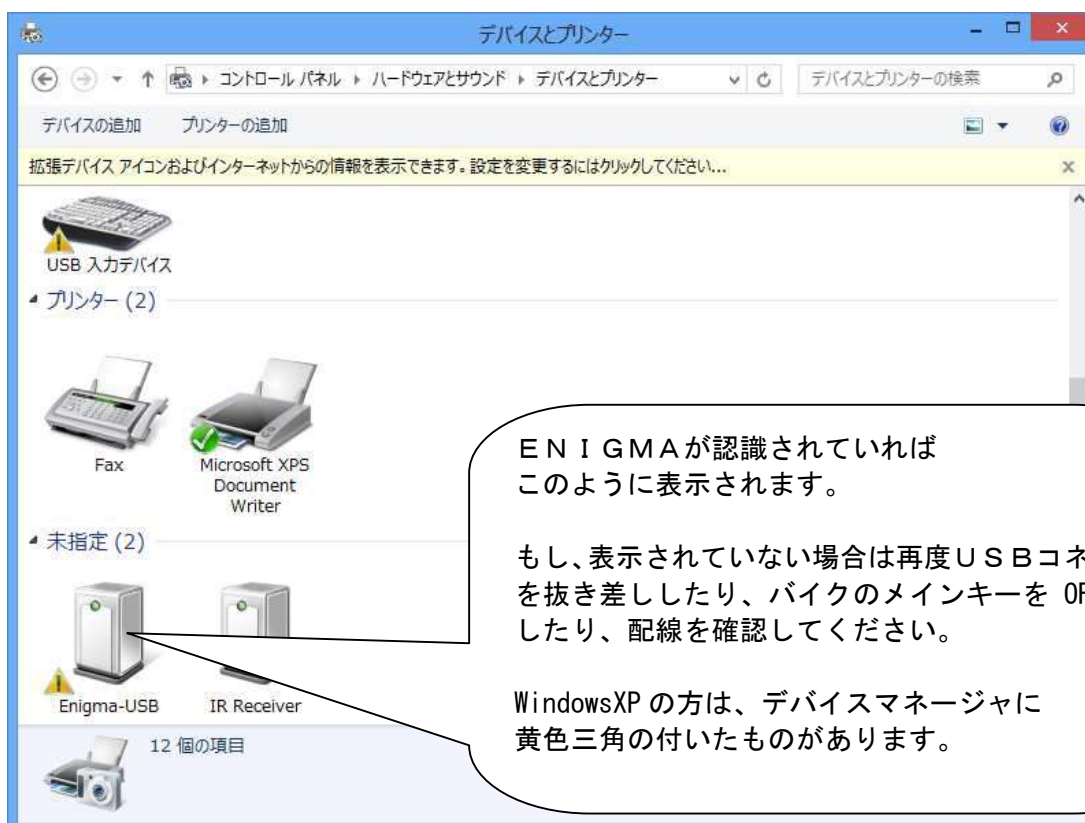 デバイスとプリンター
コントロール パネル ▸ ハードウェアとサウンド ▸ デバイスとプリンター
デバイスとプリンターの検索
デバイスの追加 プリンターの追加
拡張デバイス アイコンおよびインターネットからの情報を表示できます。設定を変更するにはクリックしてください...
USB 入力デバイス
プリンター (2)
Fax
Microsoft XPS
Document
Writer
未指定 (2)
Enigma-USB
IR Receiver
12 個の項目
ＥＮＩＧＭＡが認識されていれば
このように表示されます。
もし、表示されていない場合は再度ＵＳＢコネ
を抜き差ししたり、バイクのメインキーを OF
したり、配線を確認してください。
WindowsXP の方は、デバイスマネージャに
黄色三角の付いたものがあります。